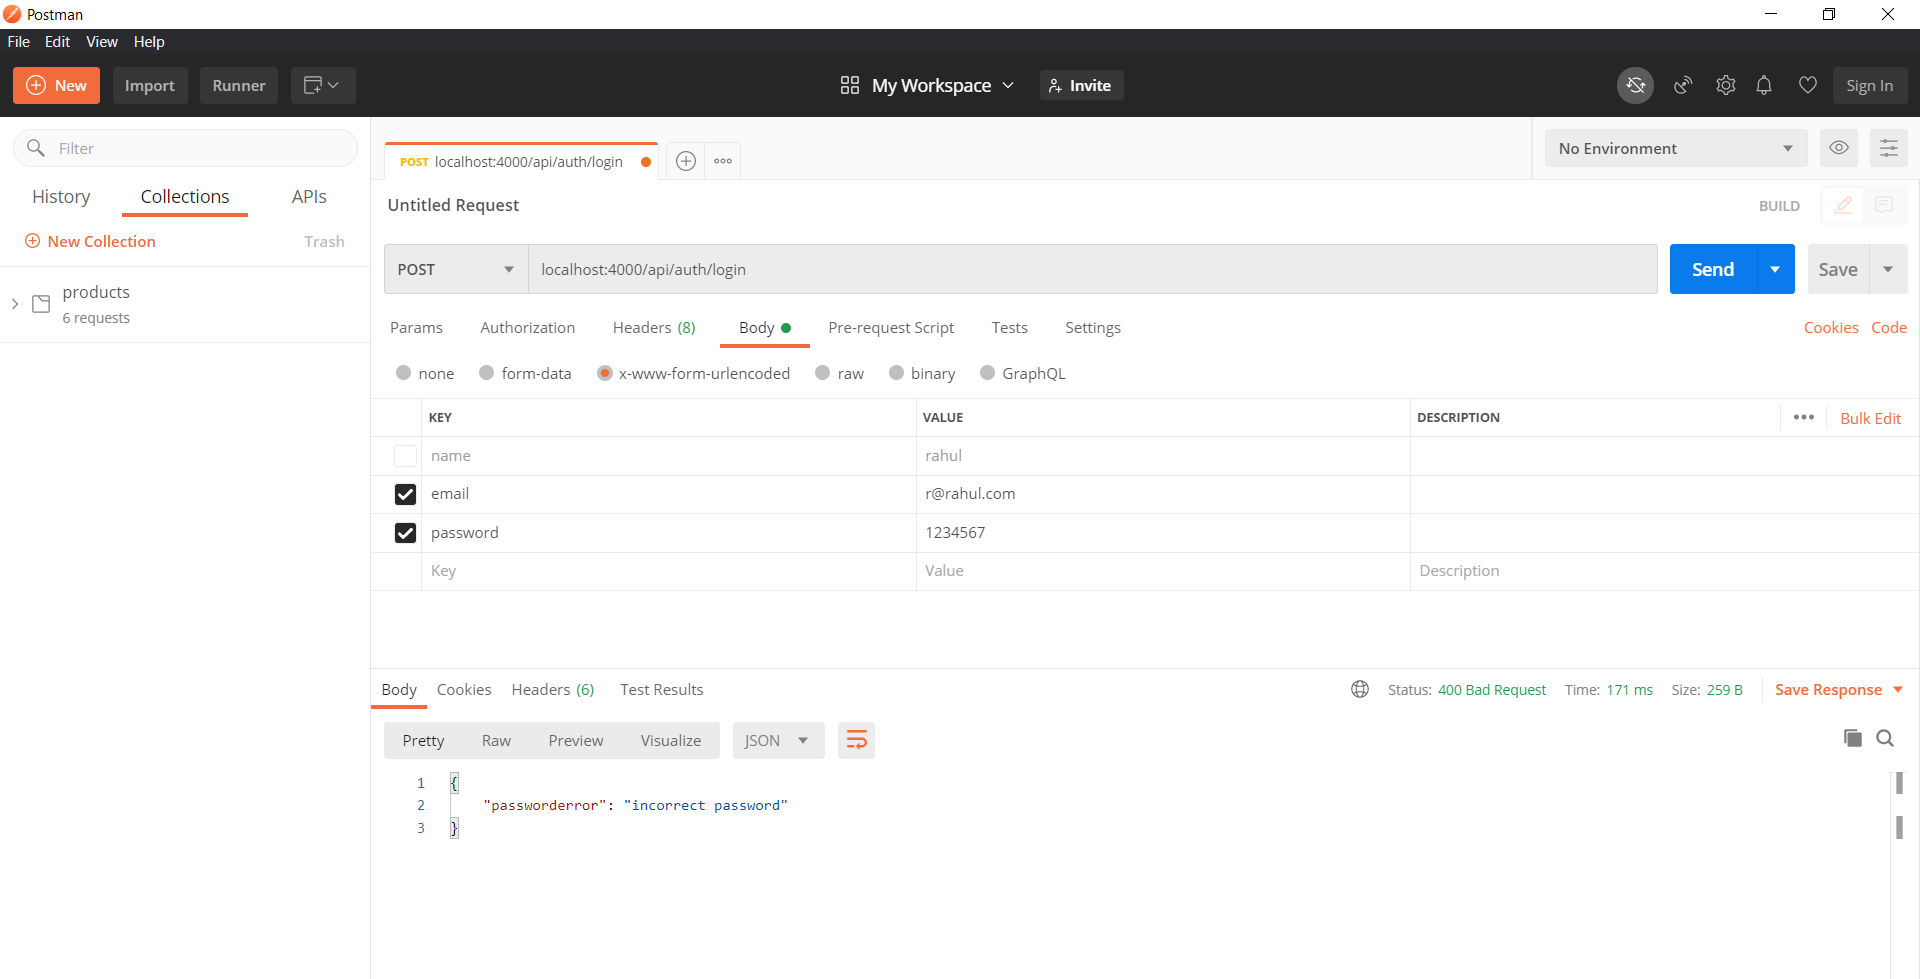 Postman
File Edit View Help
New Import Runner My Workspace Invite Sign In
Filter
History Collections APIs
New Collection Trash
products
6 requests
POST localhost:4000/api/auth/login No Environment
Untitled Request BUILD
POST localhost:4000/api/auth/login Send Save
Params Authorization Headers (8) Body Pre-request Script Tests Settings Cookies Code
none form-data x-www-form-urlencoded raw binary GraphQL
KEY VALUE DESCRIPTION Bulk Edit
name rahul
email r@rahul.com
password 1234567
Key Value Description
Body Cookies Headers (6) Test Results Status: 400 Bad Request Time: 171 ms Size: 259 B Save Response
Pretty Raw Preview Visualize JSON
1 {
2 "passworderror": "incorrect password"
3 }